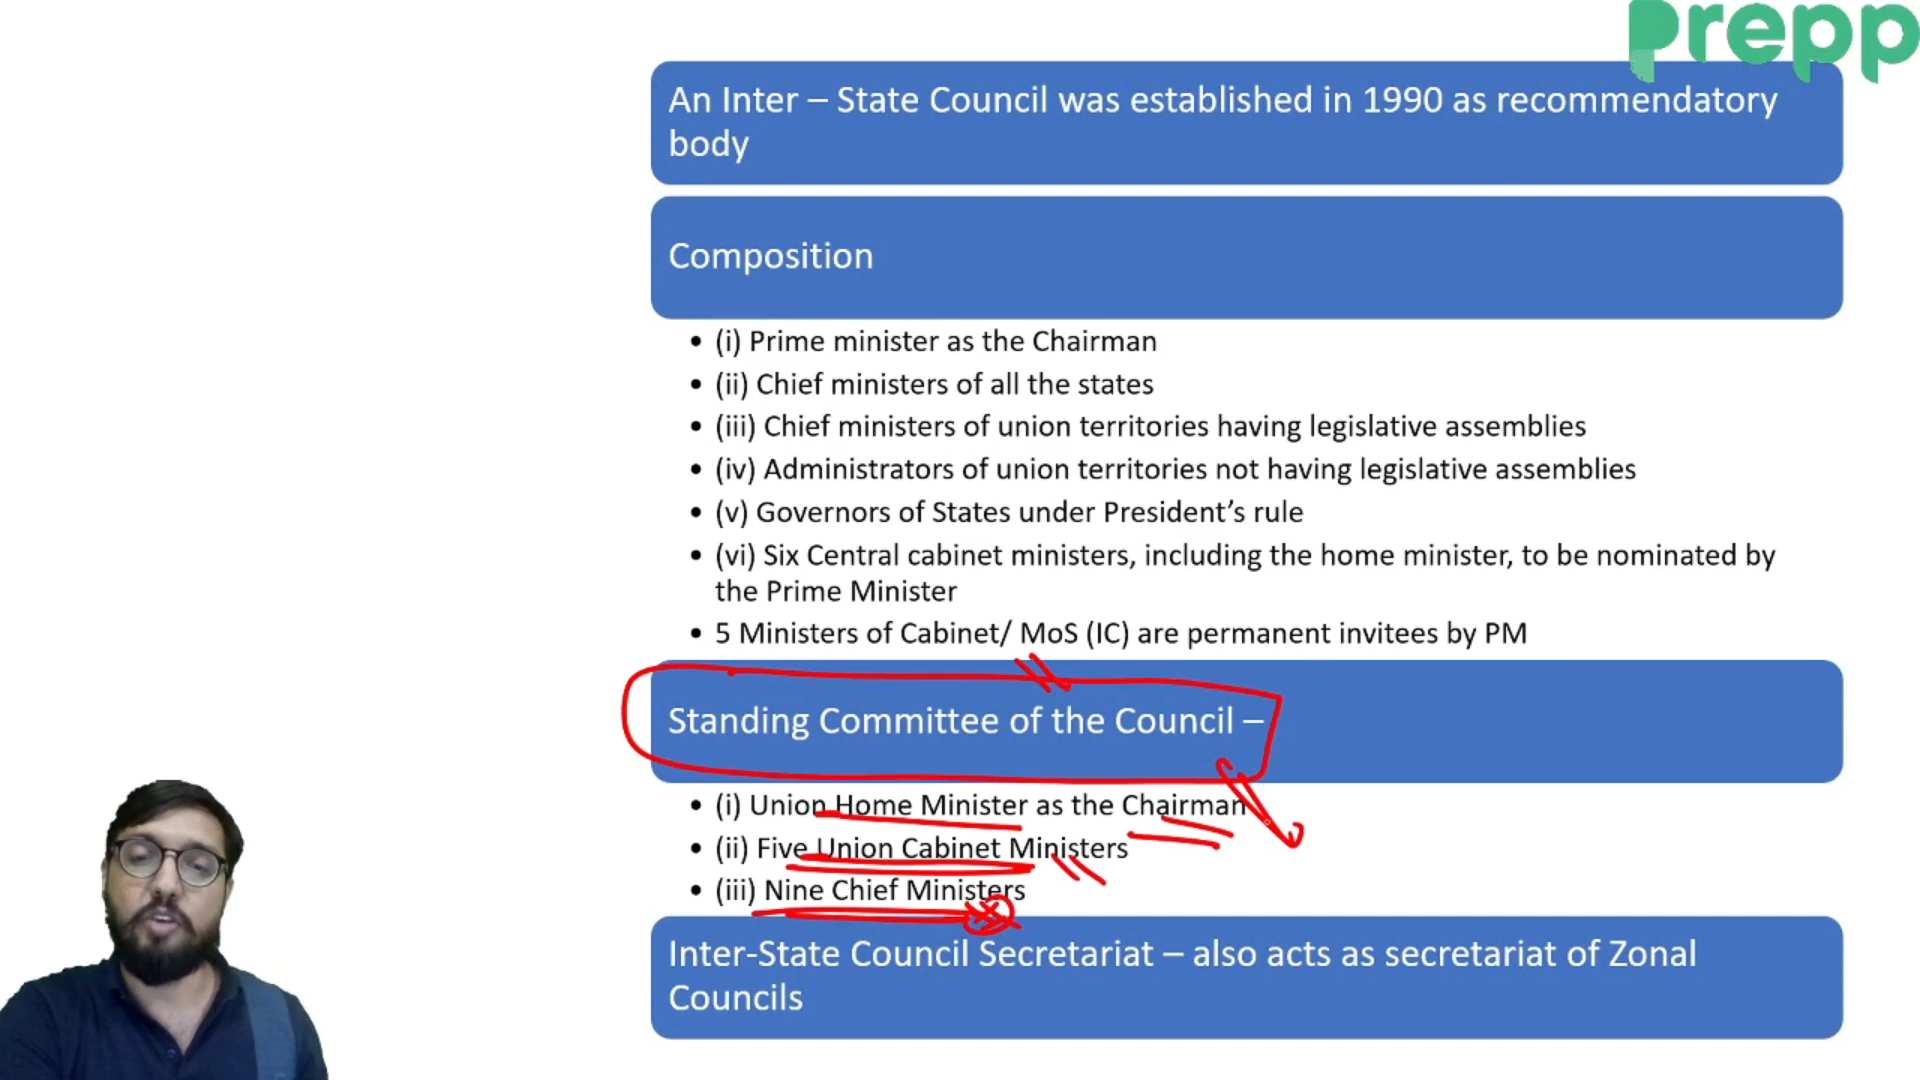 Prepp
An Inter – State Council was established in 1990 as recommendatory
body
Composition
• (i) Prime minister as the Chairman
• (ii) Chief ministers of all the states
• (iii) Chief ministers of union territories having legislative assemblies
• (iv) Administrators of union territories not having legislative assemblies
• (v) Governors of States under President’s rule
• (vi) Six Central cabinet ministers, including the home minister, to be nominated by
the Prime Minister
• 5 Ministers of Cabinet/ MoS (IC) are permanent invitees by PM
Standing Committee of the Council –
• (i) Union Home Minister as the Chairman
• (ii) Five Union Cabinet Ministers
• (iii) Nine Chief Ministers
Inter-State Council Secretariat – also acts as secretariat of Zonal
Councils